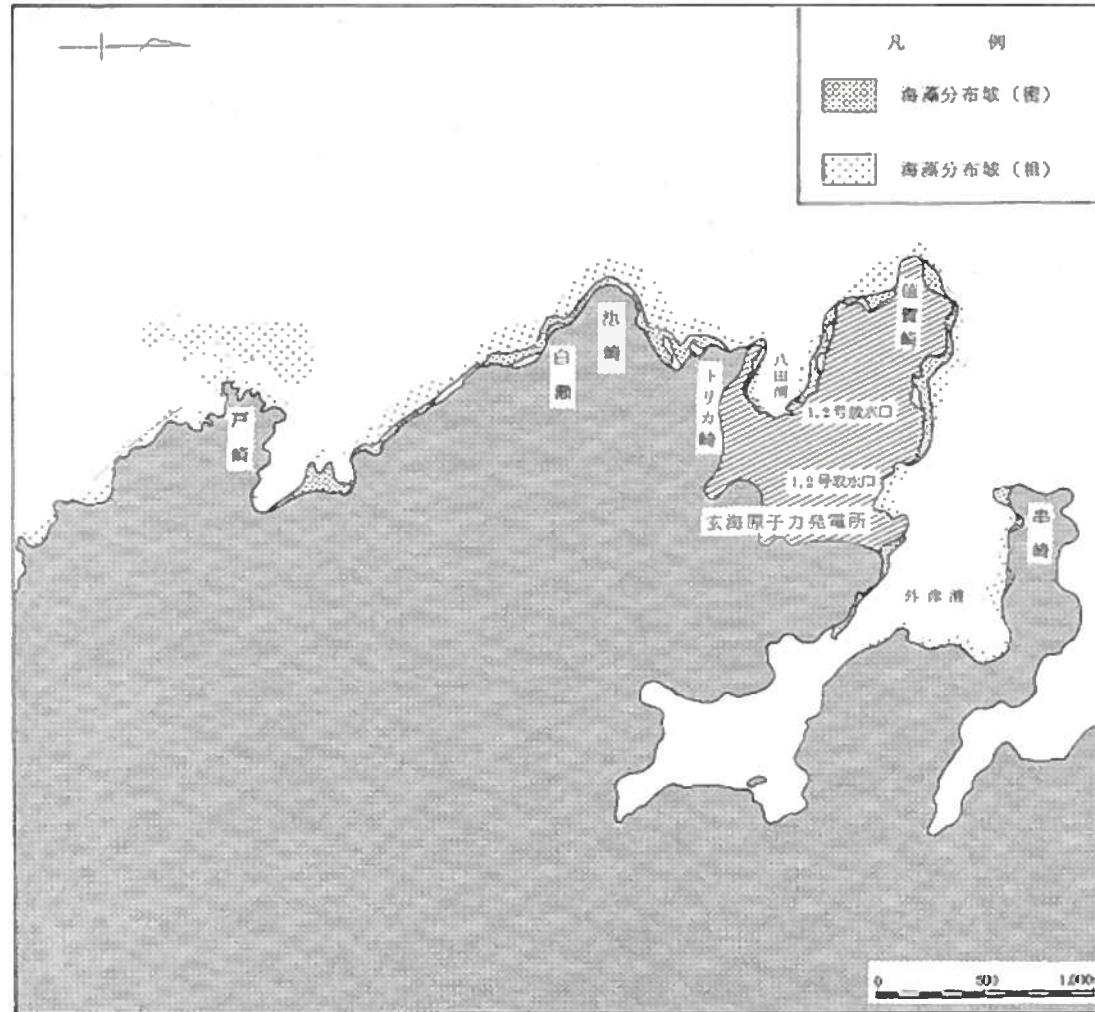 凡 例
海藻分布域(密)
海藻分布域(粗)
値賀崎
池崎
白瀬
八田浦
トリカ崎
戸崎
1,2号放水口
1,2号取水口
玄海原子力発電所
串崎
外津浦
0 500 1,000m